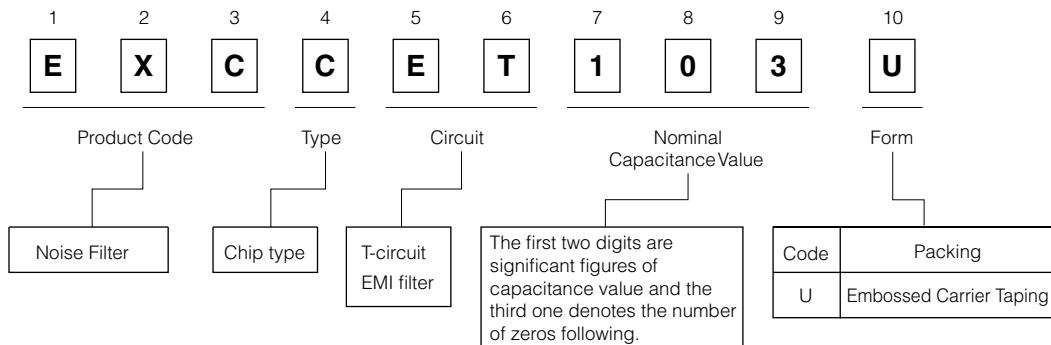 1 2 3 4 5 6 7 8 9 10
E X C C E T 1 0 3 U
Product Code Type Circuit Nominal Capacitance Value Form
Noise Filter
Chip type
T-circuit
EMI filter
The first two digits are
significant figures of
capacitance value and the
third one denotes the number
of zeros following.
Code Packing
U Embossed Carrier Taping